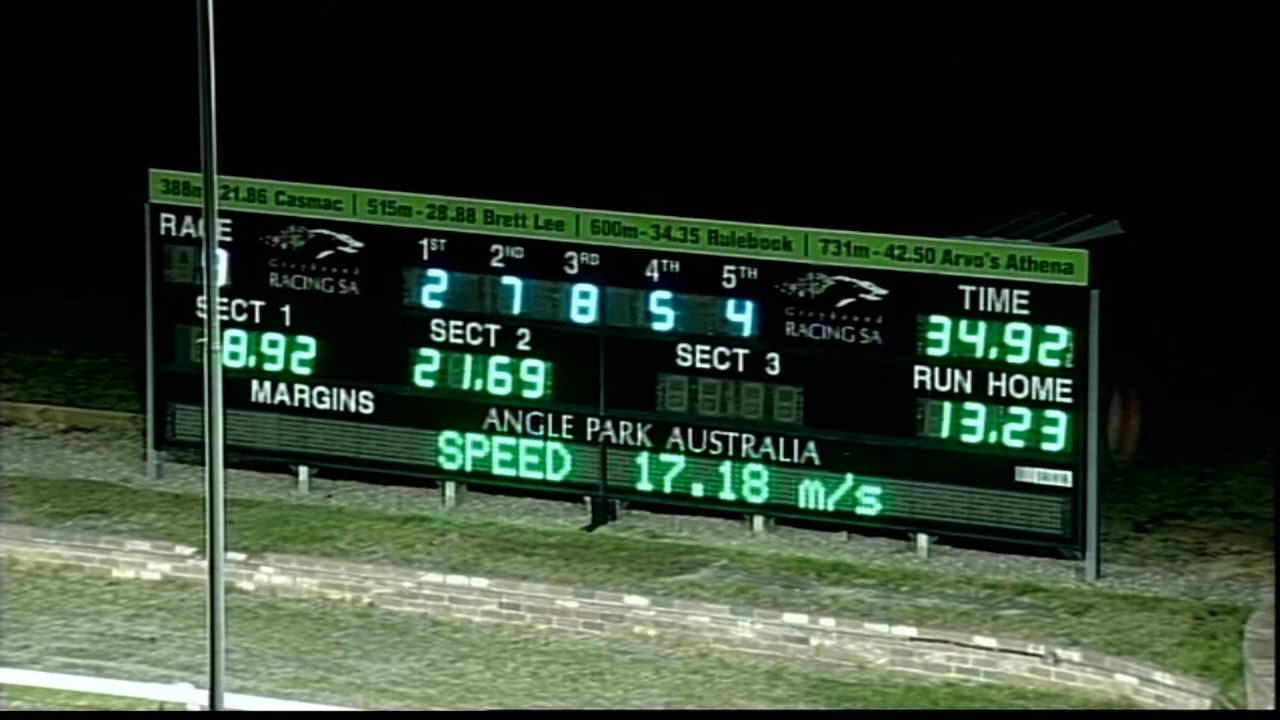 388m-21.86 Casmac | 515m-28.88 Brett Lee | 600m-34.35 Rulebook | 731m-42.50 Arvo's Athena
RACE
Greyhound
RACING SA
1ST 2ND 3RD 4TH 5TH
2 7 8 5 4
Greyhound
RACING SA
TIME
34.92
SECT 1
8.92
SECT 2
21.69
SECT 3
RUN HOME
13.23
MARGINS
ANGLE PARK AUSTRALIA
SPEED 17.18 m/s